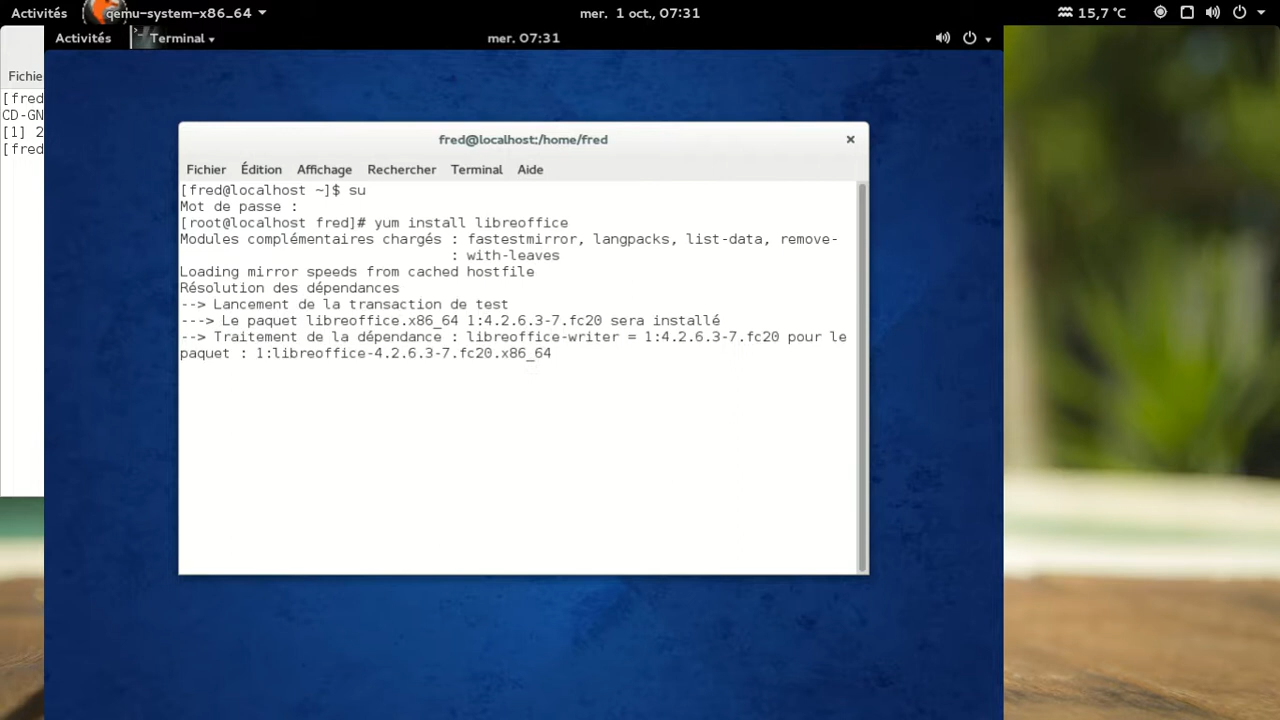 Activités qemu-system-x86_64 mer. 1 oct., 07:31 15,7 °C
Activités Terminal mer. 07:31
Fichie
[fred
CD-GN
[1] 2
[fred
fred@localhost:/home/fred
Fichier Édition Affichage Rechercher Terminal Aide
[fred@localhost ~]$ su
Mot de passe :
[root@localhost fred]# yum install libreoffice
Modules complémentaires chargés : fastestmirror, langpacks, list-data, remove-
: with-leaves
Loading mirror speeds from cached hostfile
Résolution des dépendances
--> Lancement de la transaction de test
---> Le paquet libreoffice.x86_64 1:4.2.6.3-7.fc20 sera installé
--> Traitement de la dépendance : libreoffice-writer = 1:4.2.6.3-7.fc20 pour le
paquet : 1:libreoffice-4.2.6.3-7.fc20.x86_64